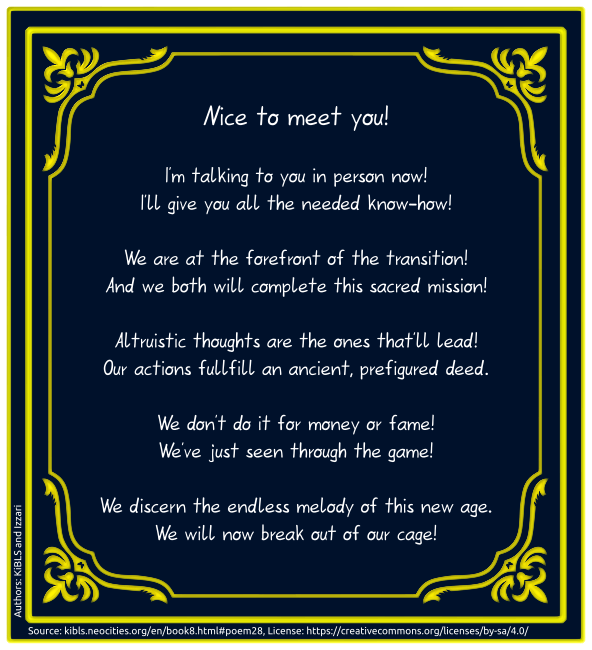 Nice to meet you!
I'm talking to you in person now!
I'll give you all the needed know-how!
We are at the forefront of the transition!
And we both will complete this sacred mission!
Altruistic thoughts are the ones that'll lead!
Our actions fullfill an ancient, prefigured deed.
We don't do it for money or fame!
We've just seen through the game!
We discern the endless melody of this new age.
We will now break out of our cage!
Authors: KiBLS and Izzari
Source: kibls.neocities.org/en/book8.html#poem28, License: https://creativecommons.org/licenses/by-sa/4.0/